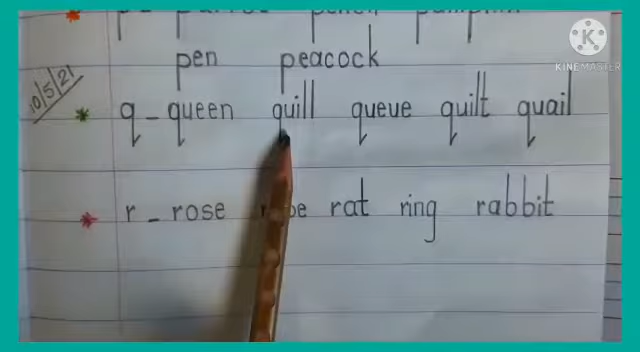 pen peacock
10/5/21
q - queen quill queue quilt quail
r - rose rat ring rabbit
KINEMASTER